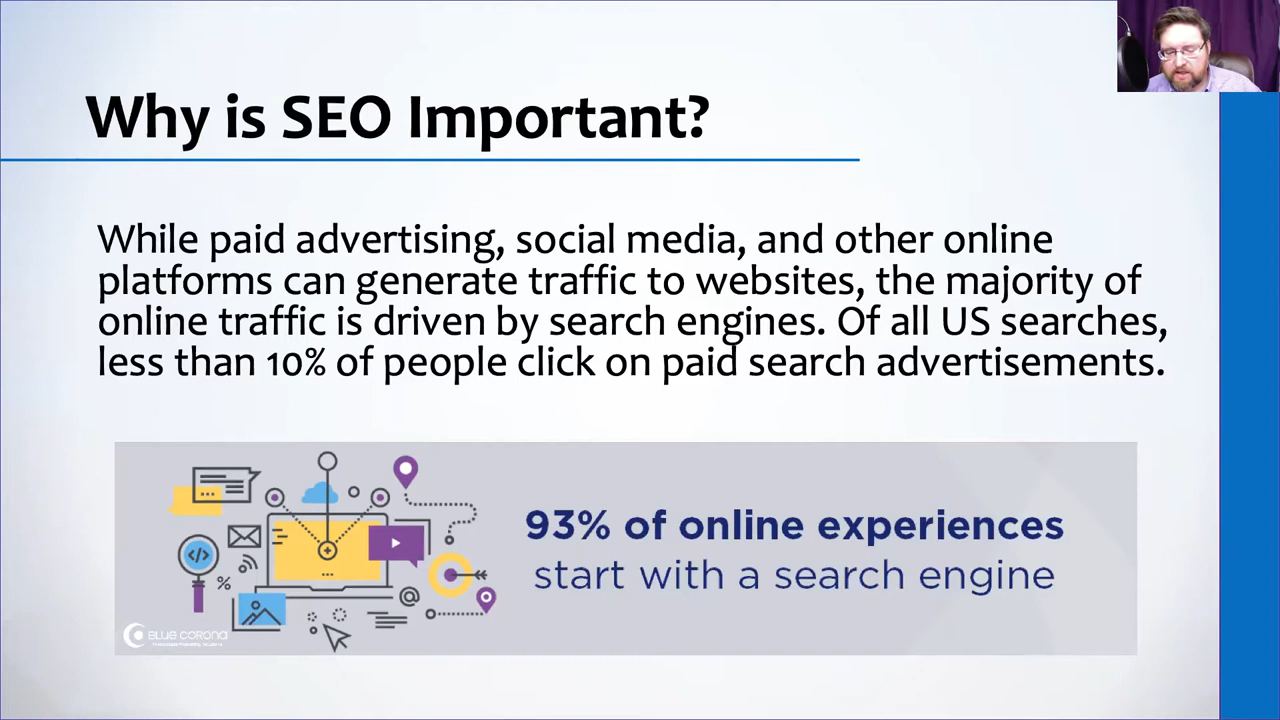 Why is SEO Important?
While paid advertising, social media, and other online
platforms can generate traffic to websites, the majority of
online traffic is driven by search engines. Of all US searches,
less than 10% of people click on paid search advertisements.
93% of online experiences
start with a search engine
BLUE CORONA